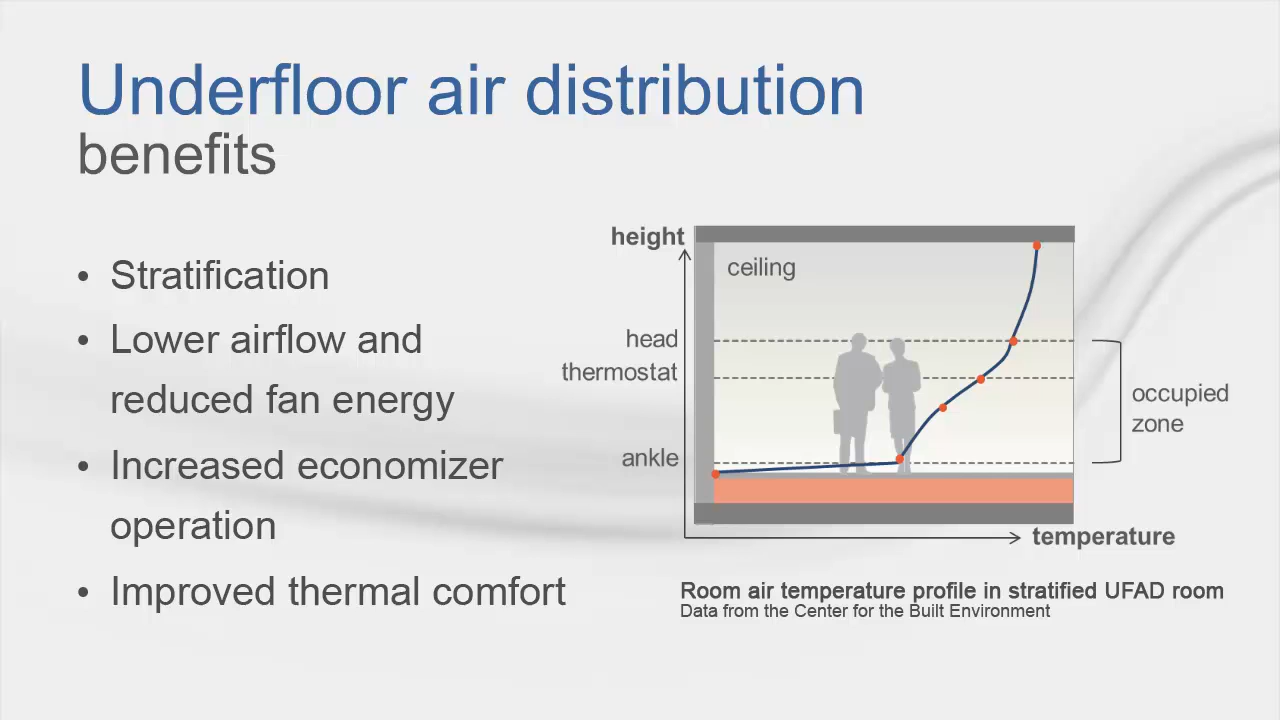 Underfloor air distribution
benefits
• Stratification
• Lower airflow and
reduced fan energy
• Increased economizer
operation
• Improved thermal comfort
height
ceiling
head
thermostat
ankle
occupied
zone
temperature
Room air temperature profile in stratified UFAD room
Data from the Center for the Built Environment